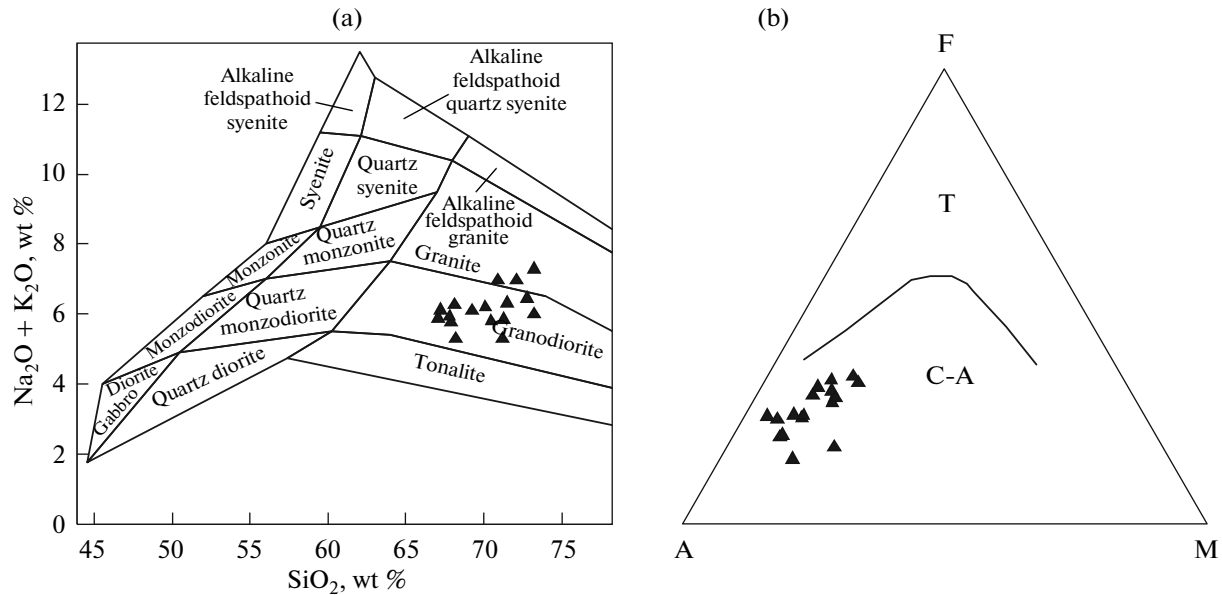 (a)
Na2O + K2O, wt %
12
10
8
6
4
2
0
45
50
55
60
65
70
75
SiO2, wt %
Alkaline
feldspathoid
syenite
Alkaline
feldspathoid
quartz syenite
Syenite
Quartz
syenite
Alkaline
feldspathoid
granite
Monzonite
Quartz
monzonite
Granite
Monzodiorite
Quartz
monzodiorite
Granodiorite
Diorite
Gabbro
Quartz diorite
Tonalite
(b)
F
T
C-A
A
M